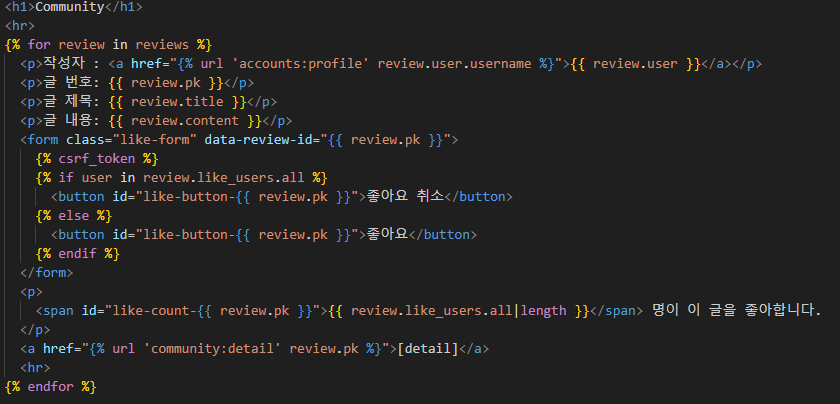 <h1>Community</h1>
<hr>
{% for review in reviews %}
<p>작성자 : <a href="{% url 'accounts:profile' review.user.username %}">{{ review.user }}</a></p>
<p>글 번호: {{ review.pk }}</p>
<p>글 제목: {{ review.title }}</p>
<p>글 내용: {{ review.content }}</p>
<form class="like-form" data-review-id="{{ review.pk }}">
{% csrf_token %}
{% if user in review.like_users.all %}
<button id="like-button-{{ review.pk }}">좋아요 취소</button>
{% else %}
<button id="like-button-{{ review.pk }}">좋아요</button>
{% endif %}
</form>
<p>
<span id="like-count-{{ review.pk }}">{{ review.like_users.all|length }}</span> 명이 이 글을 좋아합니다.
</p>
<a href="{% url 'community:detail' review.pk %}">[detail]</a>
<hr>
{% endfor %}